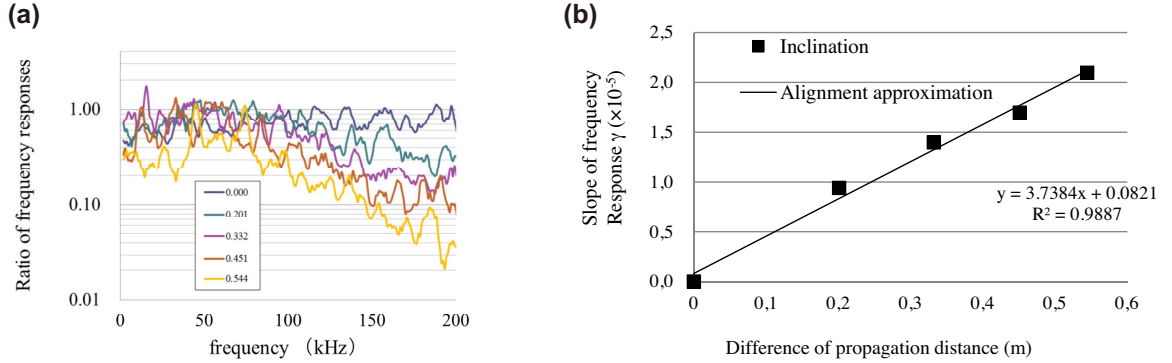 (a)
Ratio of frequency responses
1.00
0.10
0.01
0.000
0.201
0.332
0.451
0.544
0
50
100
150
200
frequency (kHz)
(b)
Slope of frequency
Response γ (×10-5)
2,5
2.0
1.5
1.0
0.5
0.0
Inclination
Alignment approximation
y = 3.7384x + 0.0821
R² = 0.9887
0
0,1
0,2
0,3
0,4
0,5
0,6
Difference of propagation distance (m)